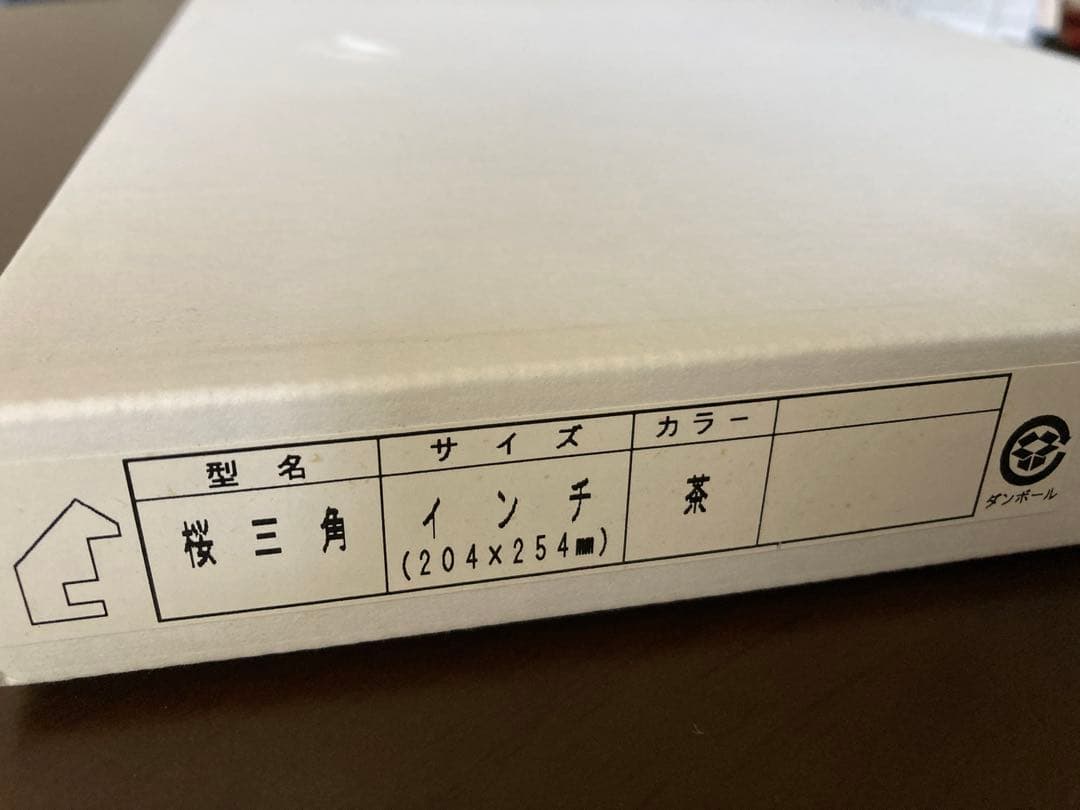 型名 サイズ カラー
桜三角 インチ 茶
(204×254㎜)
ダンボール